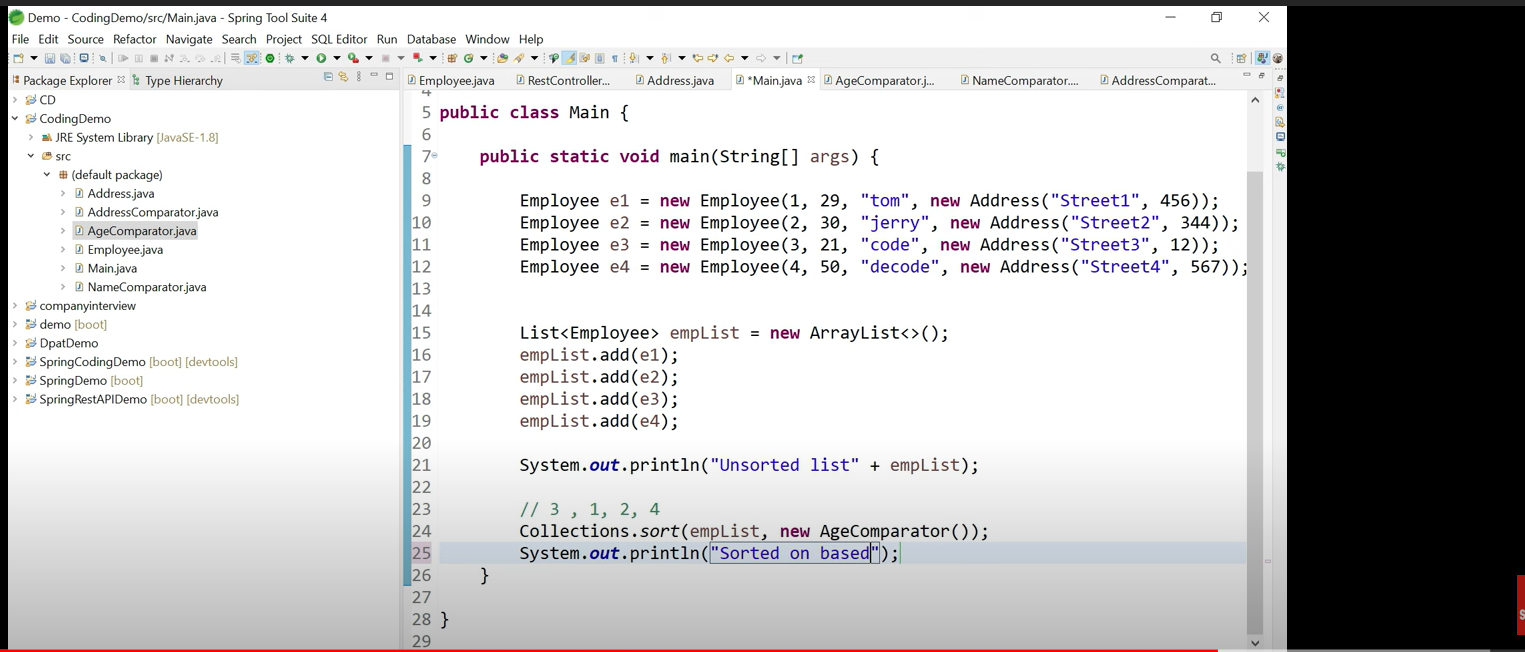 Demo - CodingDemo/src/Main.java - Spring Tool Suite 4
File Edit Source Refactor Navigate Search Project SQL Editor Run Database Window Help
Package Explorer Type Hierarchy
CD
CodingDemo
JRE System Library [JavaSE-1.8]
src
(default package)
Address.java
AddressComparator.java
AgeComparator.java
Employee.java
Main.java
NameComparator.java
companyinterview
demo [boot]
DpatDemo
SpringCodingDemo [boot] [devtools]
SpringDemo [boot]
SpringRestAPIDemo [boot] [devtools]
Employee.java RestController... Address.java *Main.java AgeComparator.j... NameComparator.... AddressComparat...
4
5 public class Main {
6
7 public static void main(String[] args) {
8
9 Employee e1 = new Employee(1, 29, "tom", new Address("Street1", 456));
10 Employee e2 = new Employee(2, 30, "jerry", new Address("Street2", 344));
11 Employee e3 = new Employee(3, 21, "code", new Address("Street3", 12));
12 Employee e4 = new Employee(4, 50, "decode", new Address("Street4", 567));
13
14
15 List<Employee> empList = new ArrayList<>();
16 empList.add(e1);
17 empList.add(e2);
18 empList.add(e3);
19 empList.add(e4);
20
21 System.out.println("Unsorted list" + empList);
22
23 // 3 , 1, 2, 4
24 Collections.sort(empList, new AgeComparator());
25 System.out.println("Sorted on based");
26 }
27
28 }
29
S